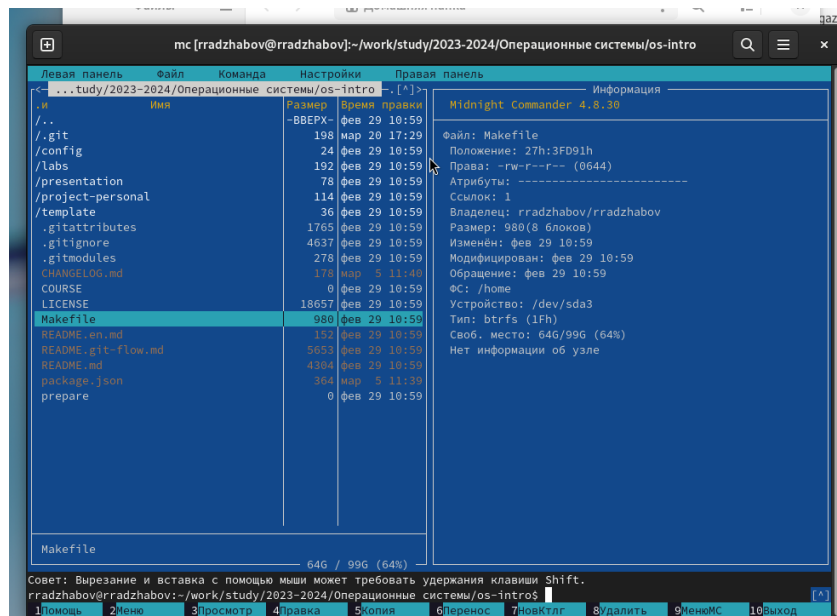 mc [rradzhabov@rradzhabov]:~/work/study/2023-2024/Операционные системы/os-intro
Левая панель Файл Команда Настройки Правая панель
<— ...tudy/2023-2024/Операционные системы/os-intro —.[^]>
.и Имя Размер Время правки
/.. -ВВЕРХ- фев 29 10:59
/.git 198 мар 20 17:29
/config 24 фев 29 10:59
/labs 192 фев 29 10:59
/presentation 78 фев 29 10:59
/project-personal 114 фев 29 10:59
/template 36 фев 29 10:59
.gitattributes 1765 фев 29 10:59
.gitignore 4637 фев 29 10:59
.gitmodules 278 фев 29 10:59
CHANGELOG.md 178 мар 5 11:40
COURSE 0 фев 29 10:59
LICENSE 18657 фев 29 10:59
Makefile 980 фев 29 10:59
README.en.md 152 фев 29 10:59
README.git-flow.md 5653 фев 29 10:59
README.md 4304 фев 29 10:59
package.json 364 мар 5 11:39
prepare 0 фев 29 10:59
Makefile
64G / 99G (64%)
Информация
Midnight Commander 4.8.30
Файл: Makefile
Положение: 27h:3FD91h
Права: -rw-r--r-- (0644)
Атрибуты: -------------------------
Ссылок: 1
Владелец: rradzhabov/rradzhabov
Размер: 980(8 блоков)
Изменён: фев 29 10:59
Модифицирован: фев 29 10:59
Обращение: фев 29 10:59
ФС: /home
Устройство: /dev/sda3
Тип: btrfs (1Fh)
Своб. место: 64G/99G (64%)
Нет информации об узле
Совет: Вырезание и вставка с помощью мыши может требовать удержания клавиши Shift.
rradzhabov@rradzhabov:~/work/study/2023-2024/Операционные системы/os-intro$ [^]
1Помощь 2Меню 3Просмотр 4Правка 5Копия 6Перенос 7НовКтлг 8Удалить 9МенюМС 10Выход